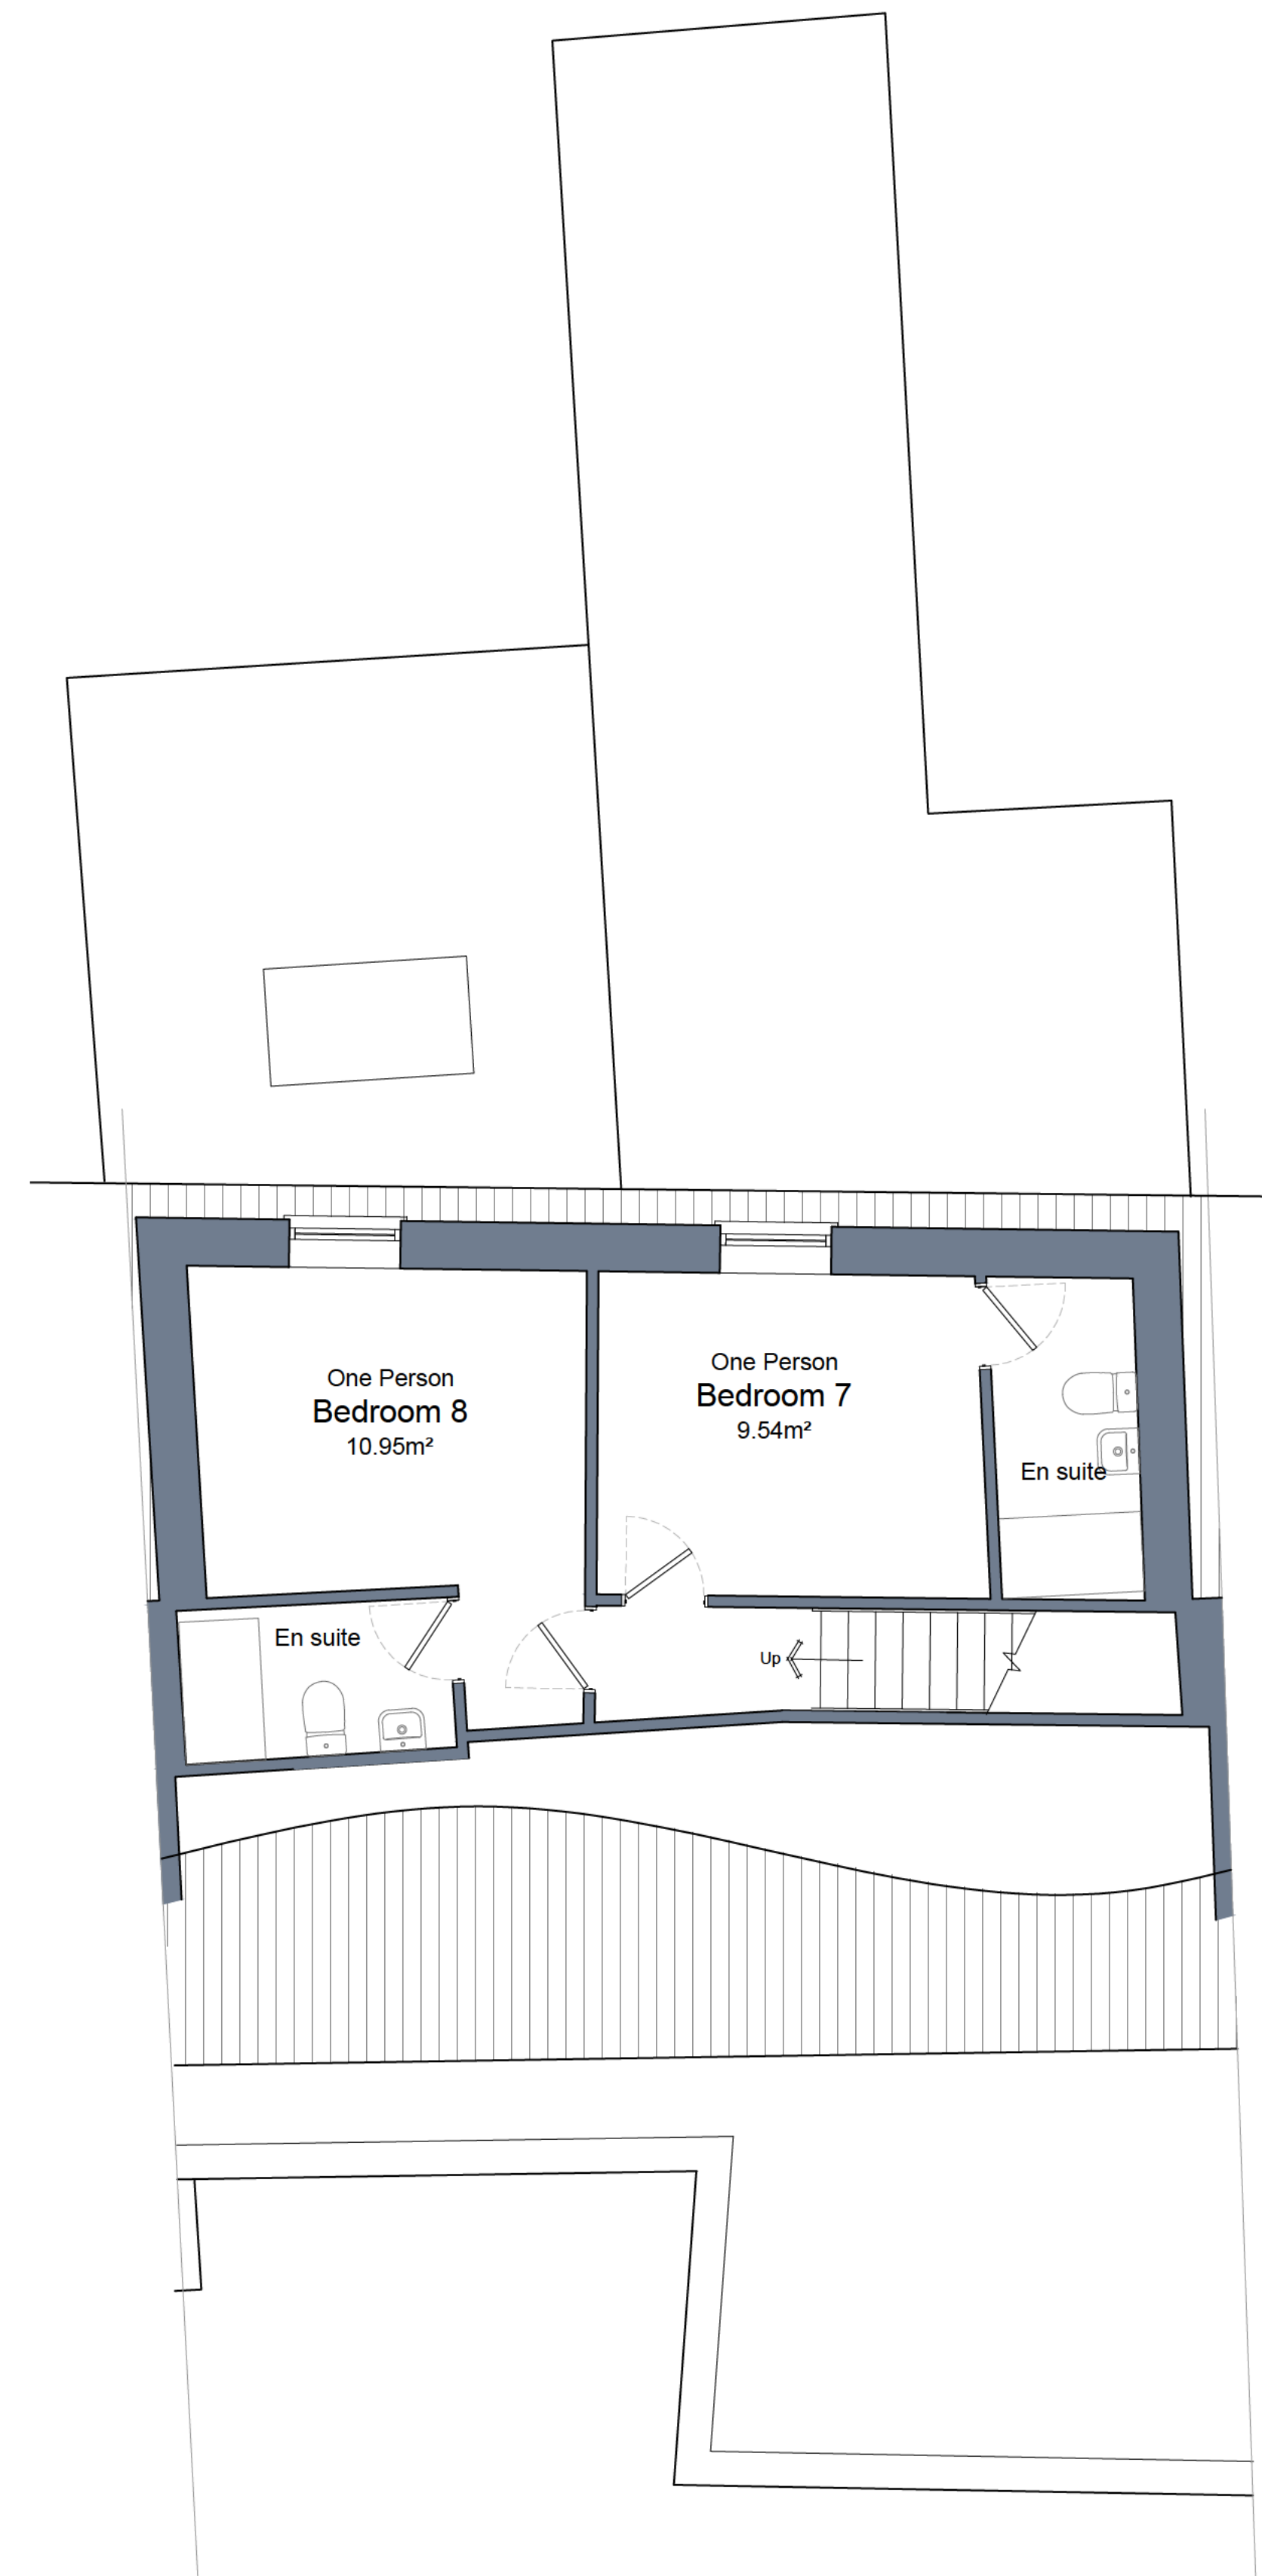 One Person
Bedroom 8
10.95m²
One Person
Bedroom 7
9.54m²
En suite
En suite
Up